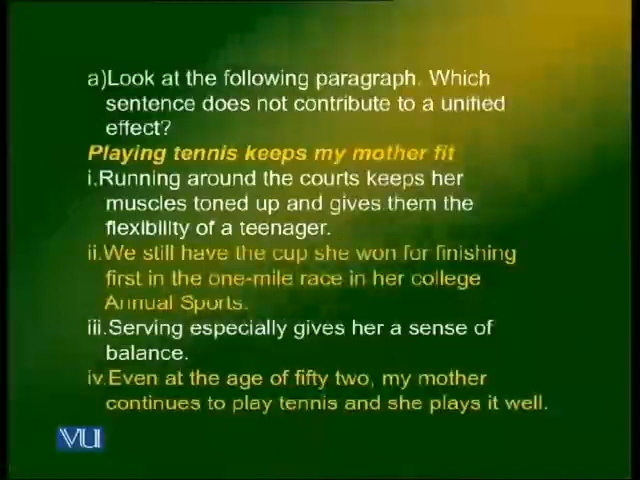 a)Look at the following paragraph. Which
sentence does not contribute to a unified
effect?
Playing tennis keeps my mother fit
i.Running around the courts keeps her
muscles toned up and gives them the
flexibility of a teenager.
ii.We still have the cup she won for finishing
first in the one-mile race in her college
Annual Sports.
iii.Serving especially gives her a sense of
balance.
iv.Even at the age of fifty two, my mother
continues to play tennis and she plays it well.
VU